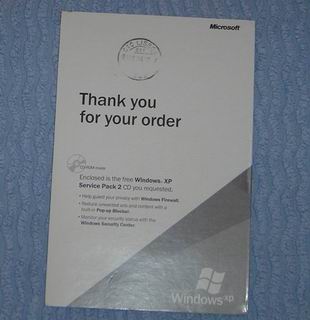 Microsoft
Thank you
for your order
CD-ROM inside
Enclosed is the free Windows® XP
Service Pack 2 CD you requested.
• Help guard your privacy with Windows Firewall.
• Reduce unwanted ads and content with a
built-in Pop-up Blocker.
• Monitor your security status with the
Windows Security Center.
Windows xp